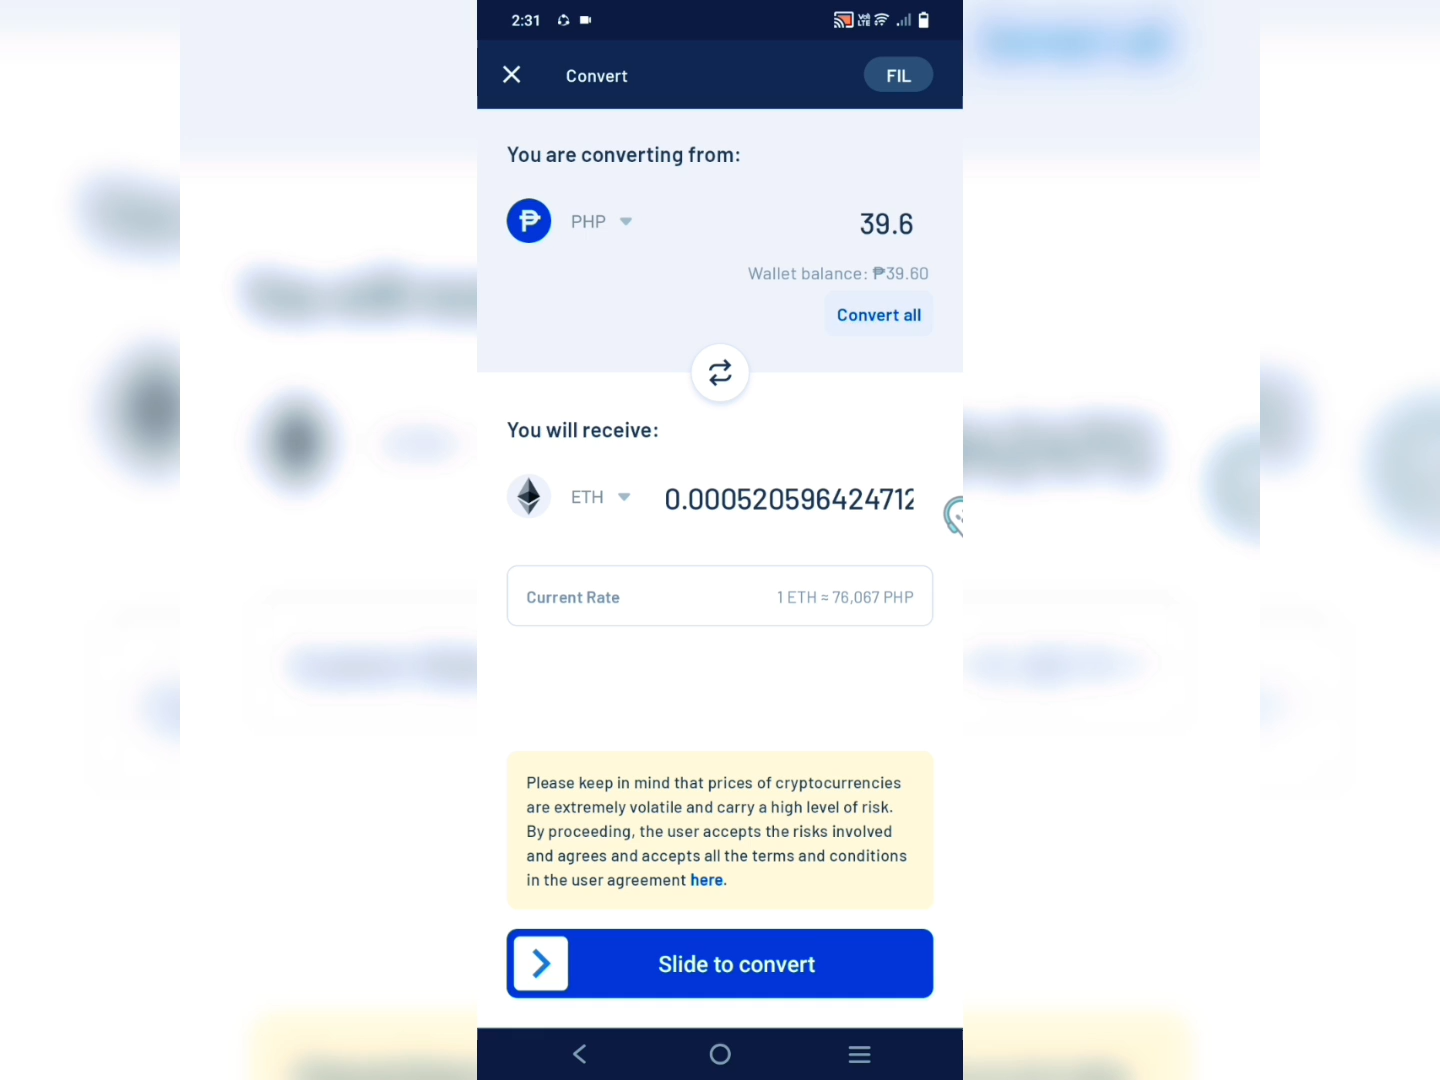 2:31
Convert
FIL
You are converting from:
PHP
39.6
Wallet balance: ₱39.60
Convert all
You will receive:
ETH
0.000520596424712
Current Rate
1 ETH ≈ 76,067 PHP
Please keep in mind that prices of cryptocurrencies
are extremely volatile and carry a high level of risk.
By proceeding, the user accepts the risks involved
and agrees and accepts all the terms and conditions
in the user agreement here.
Slide to convert